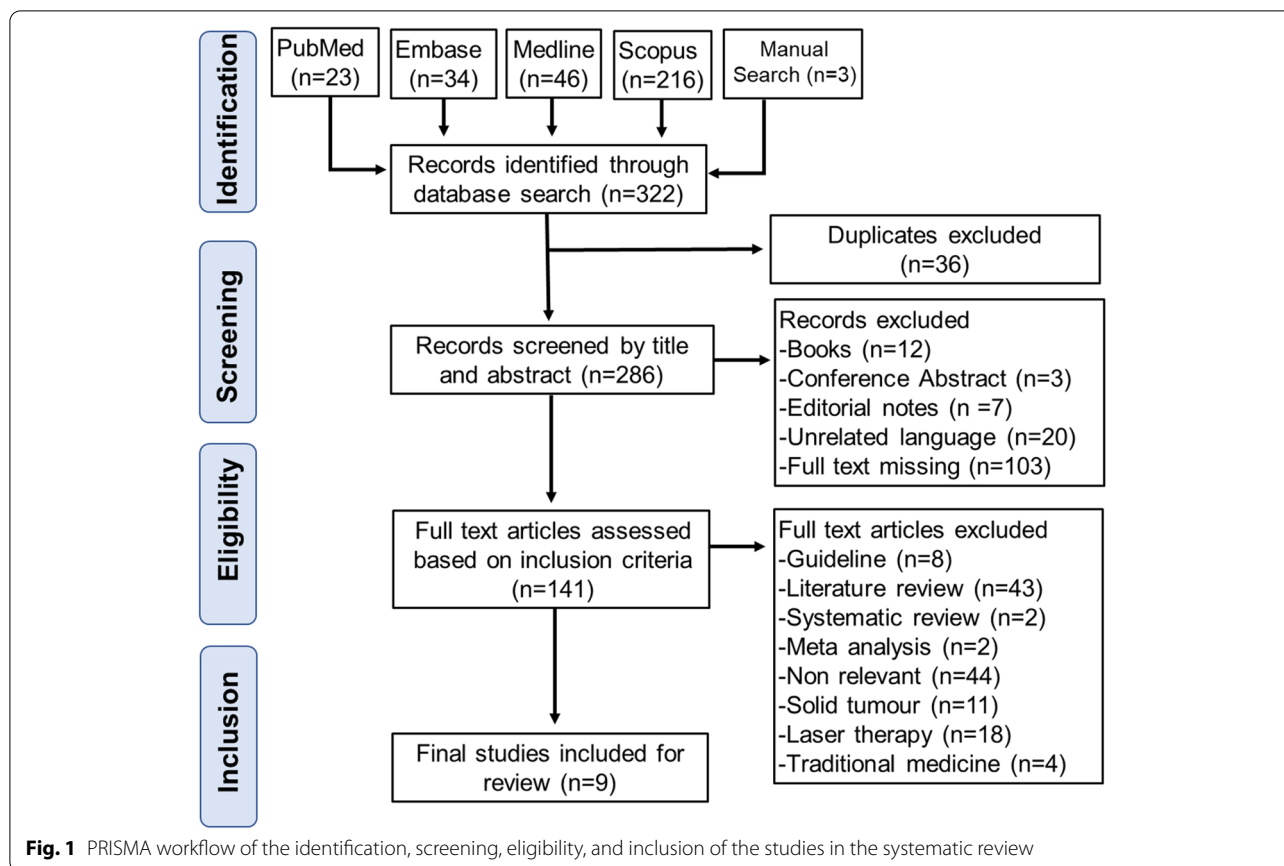 Identification
PubMed
(n=23)
Embase
(n=34)
Medline
(n=46)
Scopus
(n=216)
Manual
Search (n=3)
Records identified through
database search (n=322)
Duplicates excluded
(n=36)
Screening
Records screened by title
and abstract (n=286)
Records excluded
-Books (n=12)
-Conference Abstract (n=3)
-Editorial notes (n =7)
-Unrelated language (n=20)
-Full text missing (n=103)
Eligibility
Full text articles assessed
based on inclusion criteria
(n=141)
Full text articles excluded
-Guideline (n=8)
-Literature review (n=43)
-Systematic review (n=2)
-Meta analysis (n=2)
-Non relevant (n=44)
-Solid tumour (n=11)
-Laser therapy (n=18)
-Traditional medicine (n=4)
Inclusion
Final studies included for
review (n=9)
Fig. 1 PRISMA workflow of the identification, screening, eligibility, and inclusion of the studies in the systematic review